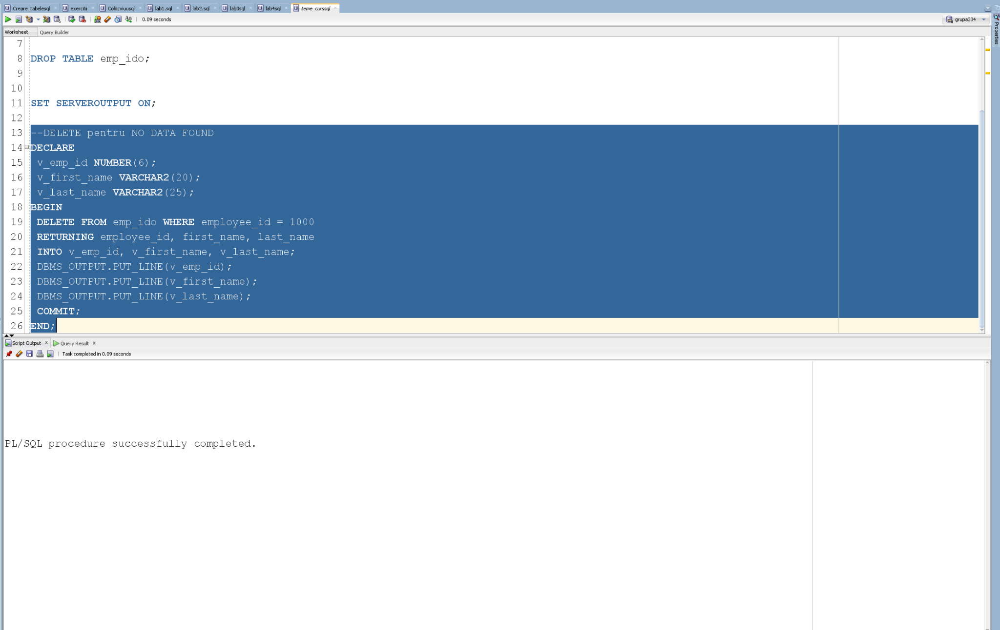 Creare_tabelesql exercitii Colocviuusql lab1.sql lab2.sql lab3sql lab4sql teme_curssql
0.09 seconds grupa234
Properties
Worksheet Query Builder
7
8 DROP TABLE emp_ido;
9
10
11 SET SERVEROUTPUT ON;
12
13 --DELETE pentru NO DATA FOUND
14 DECLARE
15 v_emp_id NUMBER(6);
16 v_first_name VARCHAR2(20);
17 v_last_name VARCHAR2(25);
18 BEGIN
19 DELETE FROM emp_ido WHERE employee_id = 1000
20 RETURNING employee_id, first_name, last_name
21 INTO v_emp_id, v_first_name, v_last_name;
22 DBMS_OUTPUT.PUT_LINE(v_emp_id);
23 DBMS_OUTPUT.PUT_LINE(v_first_name);
24 DBMS_OUTPUT.PUT_LINE(v_last_name);
25 COMMIT;
26 END;
Script Output Query Result
Task completed in 0.09 seconds
PL/SQL procedure successfully completed.